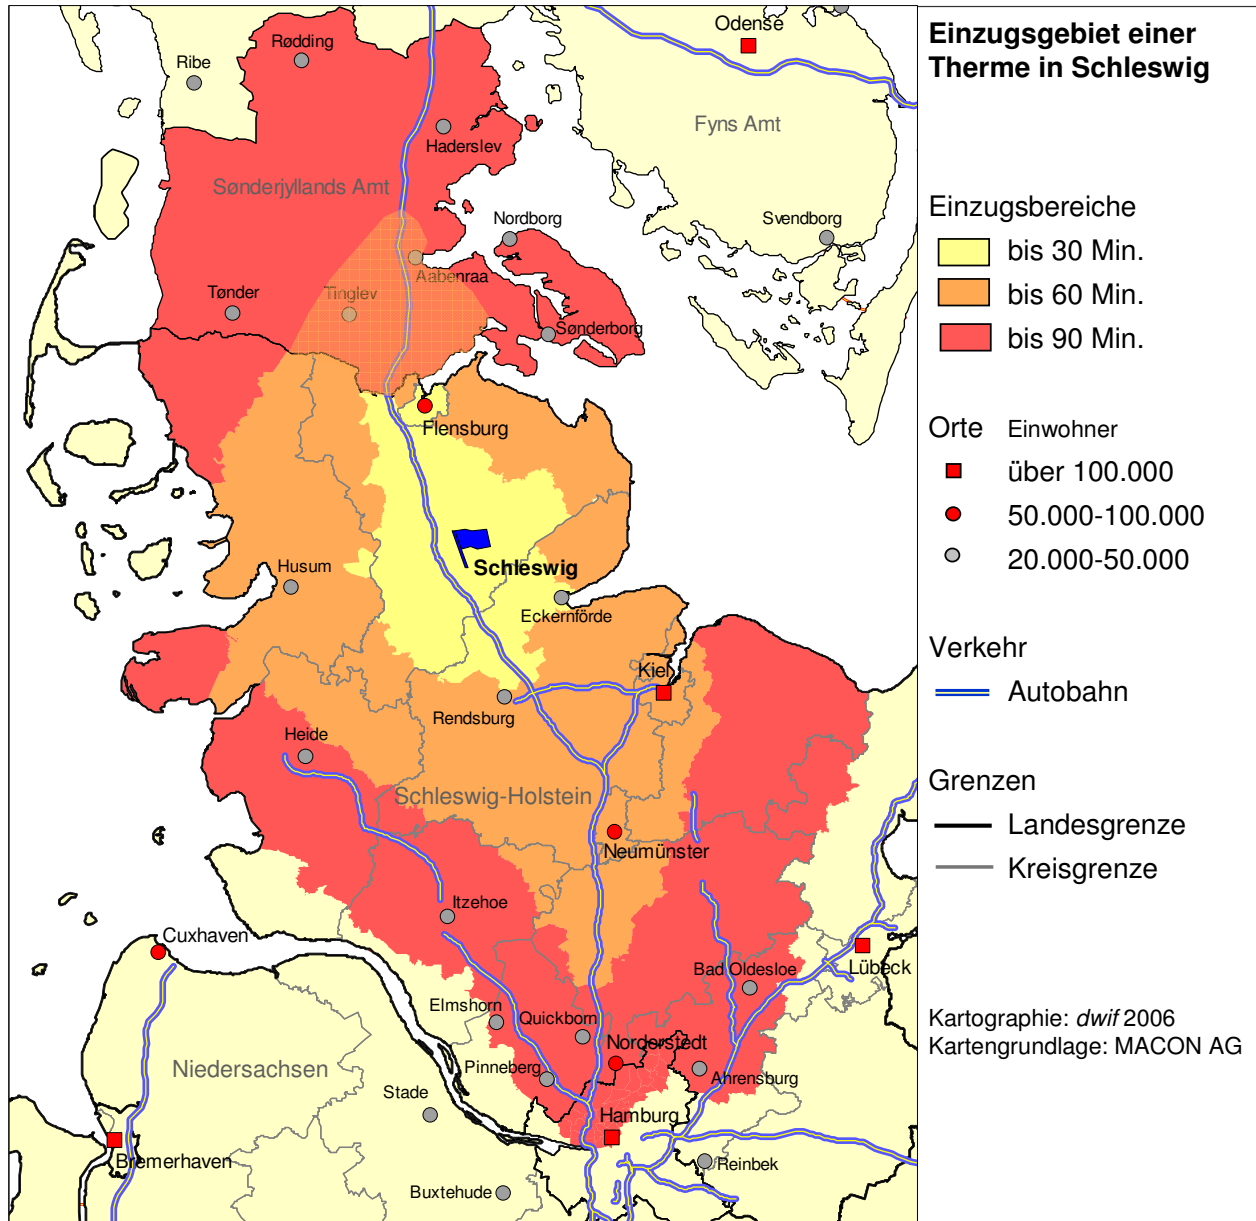 Einzugsgebiet einer
Therme in Schleswig
Einzugsbereiche
bis 30 Min.
bis 60 Min.
bis 90 Min.
Orte Einwohner
über 100.000
50.000-100.000
20.000-50.000
Verkehr
Autobahn
Grenzen
Landesgrenze
Kreisgrenze
Kartographie: dwif 2006
Kartengrundlage: MACON AG
Odense
Rødding
Ribe
Fyns Amt
Haderslev
Sønderjyllands Amt
Nordborg
Svendborg
Aabenraa
Tønder
Tinglev
Sønderborg
Flensburg
Schleswig
Husum
Eckernförde
Kiel
Rendsburg
Heide
Schleswig-Holstein
Neumünster
Itzehoe
Cuxhaven
Lübeck
Bad Oldesloe
Elmshorn
Quickborn
Norderstedt
Niedersachsen
Pinneberg
Ahrensburg
Stade
Hamburg
Bremerhaven
Reinbek
Buxtehude